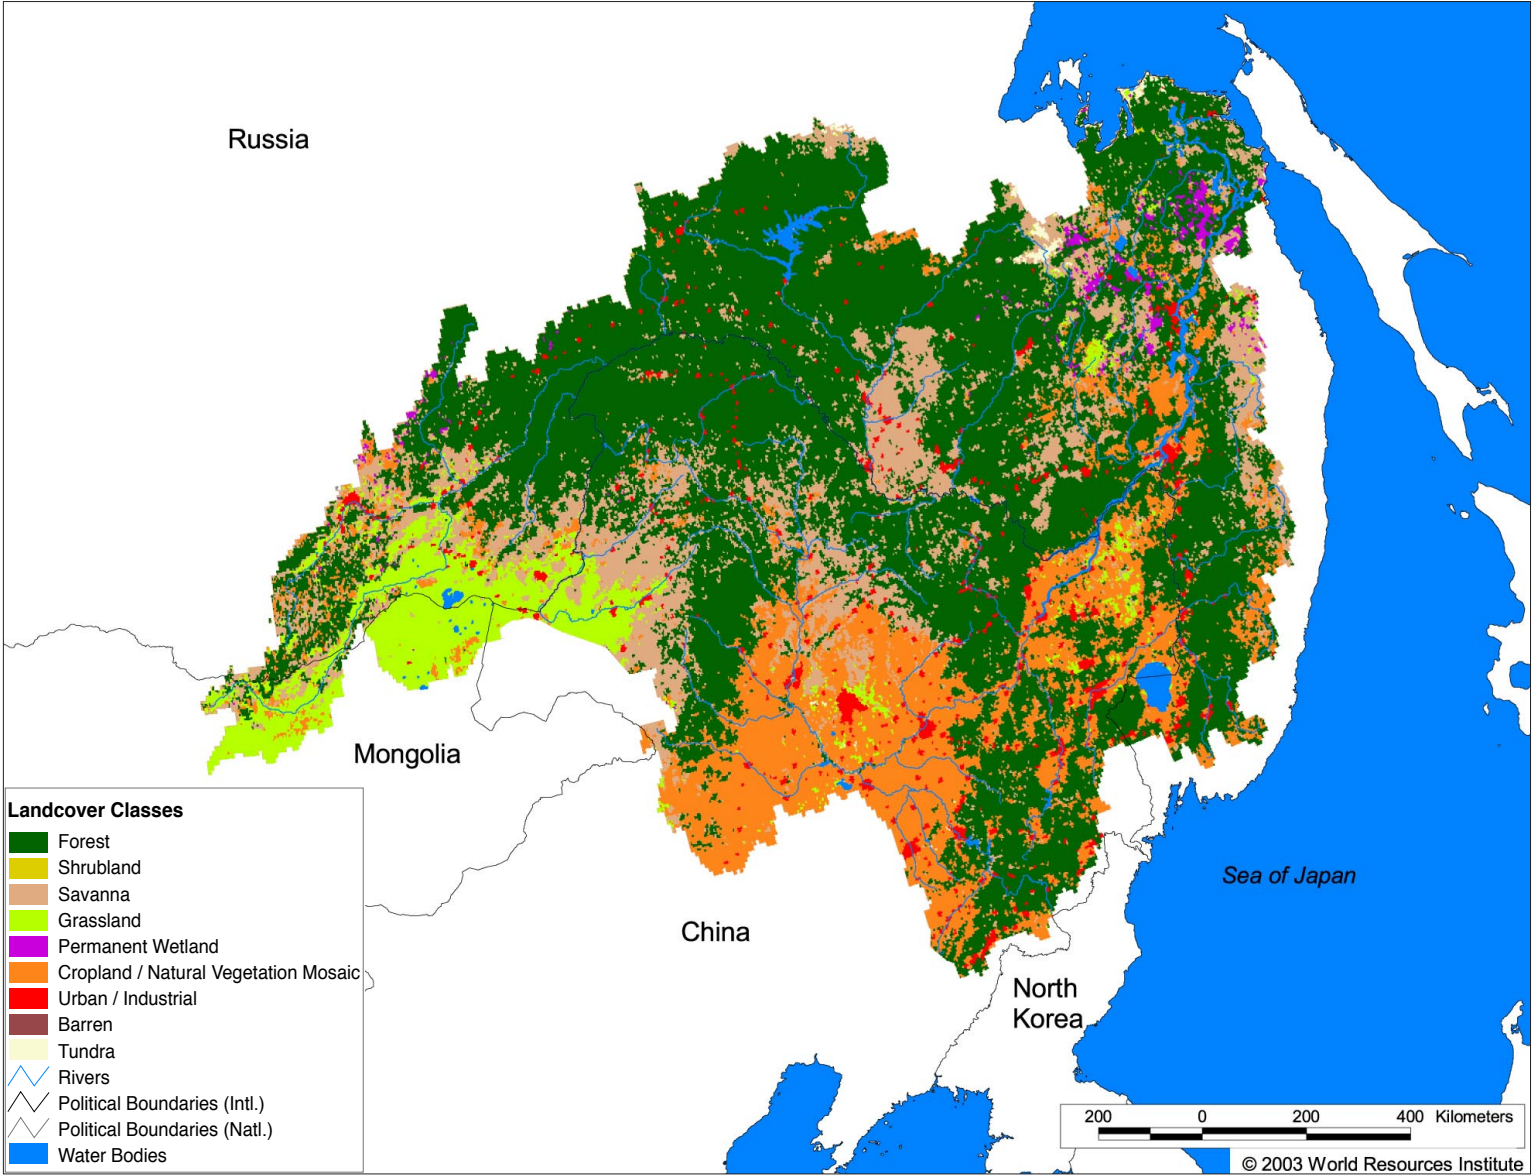 Russia
Mongolia
China
North
Korea
Sea of Japan
Landcover Classes
Forest
Shrubland
Savanna
Grassland
Permanent Wetland
Cropland / Natural Vegetation Mosaic
Urban / Industrial
Barren
Tundra
Rivers
Political Boundaries (Intl.)
Political Boundaries (Natl.)
Water Bodies
200 0 200 400 Kilometers
© 2003 World Resources Institute